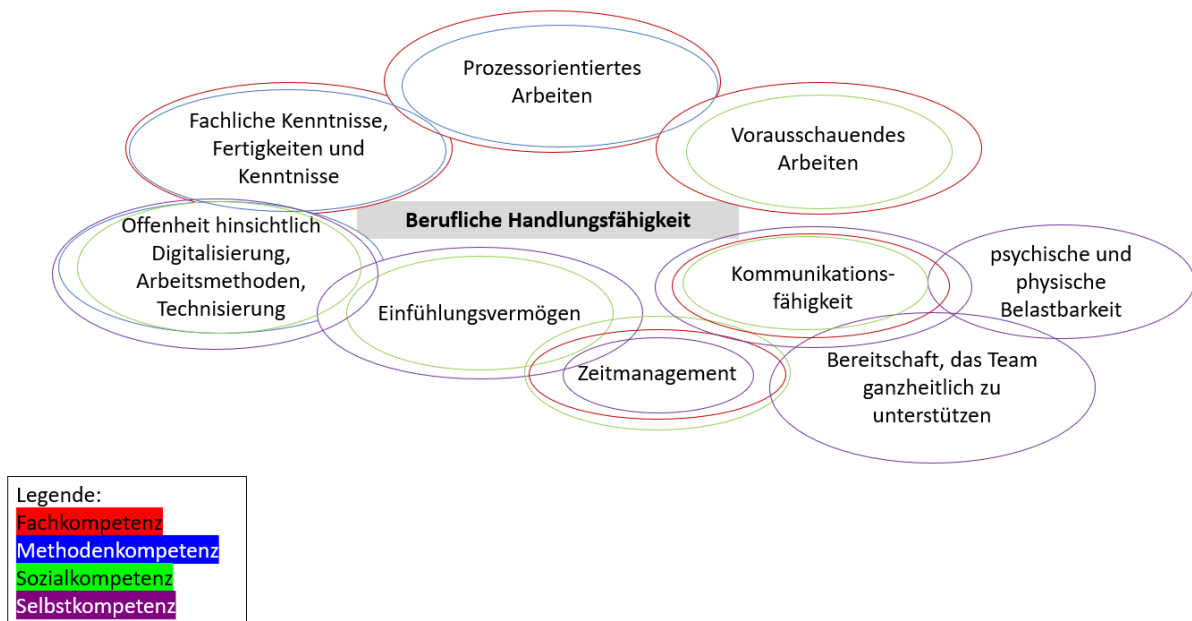 Prozessorientiertes
Arbeiten
Fachliche Kenntnisse,
Fertigkeiten und
Kenntnisse
Vorausschauendes
Arbeiten
Offenheit hinsichtlich
Digitalisierung,
Arbeitsmethoden,
Technisierung
Berufliche Handlungsfähigkeit
Einfühlungsvermögen
Kommunikations-
fähigkeit
psychische und
physische
Belastbarkeit
Zeitmanagement
Bereitschaft, das Team
ganzheitlich zu
unterstützen
Legende:
Fachkompetenz
Methodenkompetenz
Sozialkompetenz
Selbstkompetenz